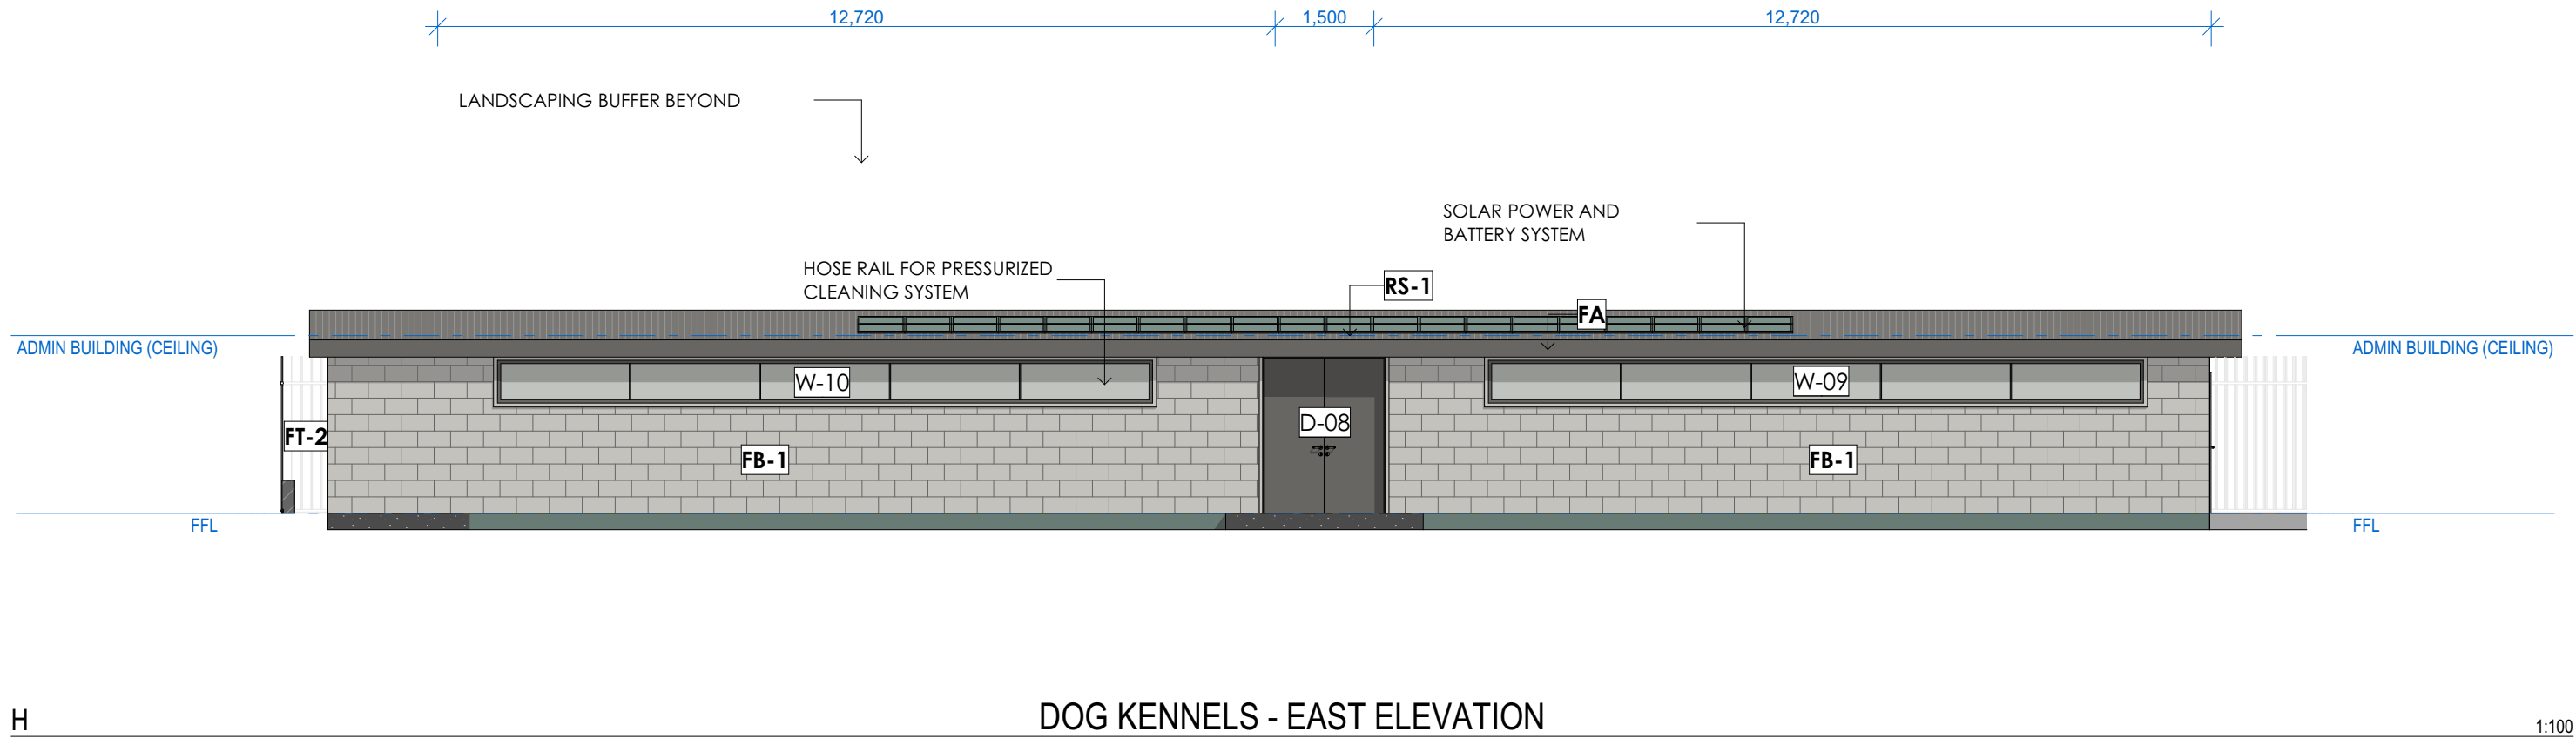 12,720
1,500
12,720
LANDSCAPING BUFFER BEYOND
SOLAR POWER AND
BATTERY SYSTEM
HOSE RAIL FOR PRESSURIZED
CLEANING SYSTEM
RS-1
FA
ADMIN BUILDING (CEILING)
ADMIN BUILDING (CEILING)
W-10
W-09
D-08
FT-2
FB-1
FB-1
FFL
FFL
H
DOG KENNELS - EAST ELEVATION
1:100